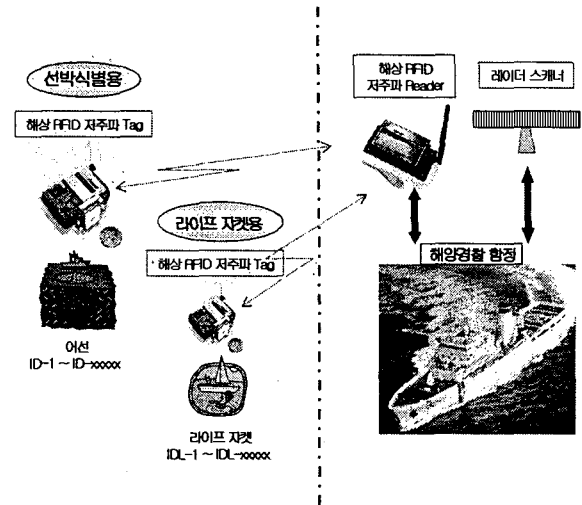 선박식별용
해상 RFID 저주파 Tag
라이프 자켓용
해상 RFID 저주파 Tag
어선
ID-1 ~ ID-xxxxx
라이프 자켓
IDL-1 ~ IDL-xxxxx
해상 RFID
저주파 Reader
레이더 스캐너
해양경찰 함정